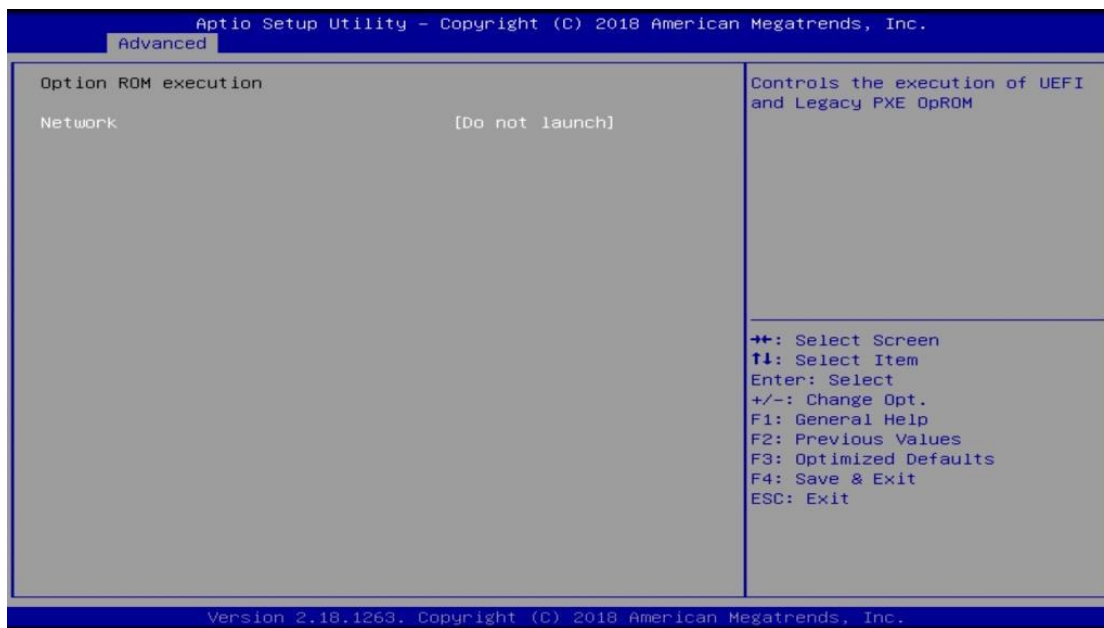 Aptio Setup Utility – Copyright (C) 2018 American Megatrends, Inc.
Advanced
Option ROM execution
Network [Do not launch]
Controls the execution of UEFI
and Legacy PXE OpROM
→←: Select Screen
↑↓: Select Item
Enter: Select
+/-: Change Opt.
F1: General Help
F2: Previous Values
F3: Optimized Defaults
F4: Save & Exit
ESC: Exit
Version 2.18.1263. Copyright (C) 2018 American Megatrends, Inc.